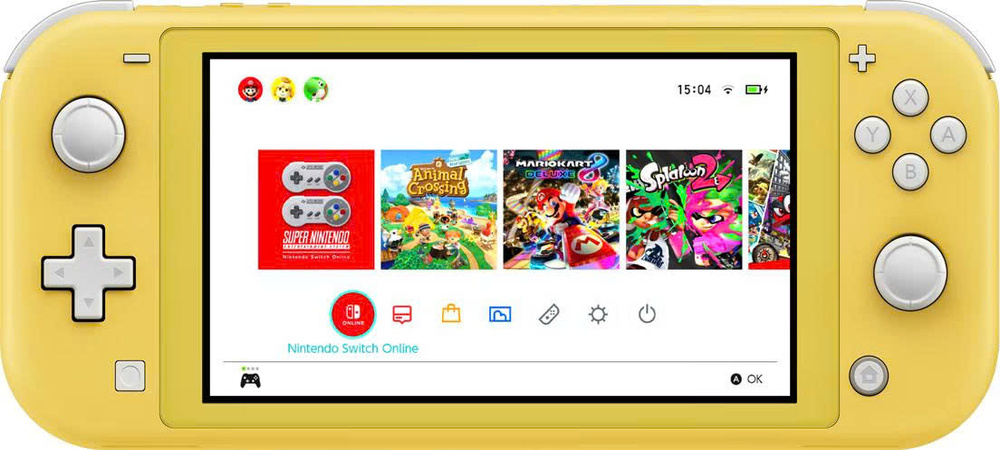 15:04
SUPER NINTENDO
ENTERTAINMENT SYSTEM
Nintendo Switch Online
Animal
Crossing
MARIOKART 8
DELUXE
Splatoon 2
ONLINE
Nintendo Switch Online
A OK
X
Y
A
B